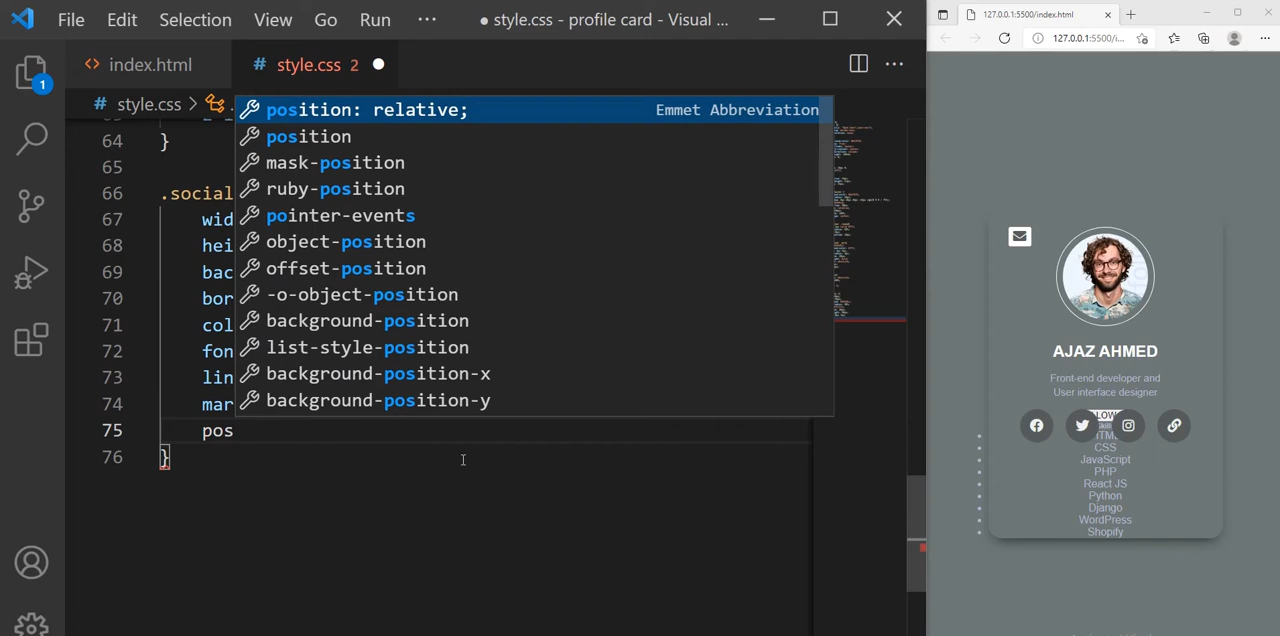 File Edit Selection View Go Run ··· ● style.css - profile card - Visual ...
index.html # style.css 2 ●
# style.css > .
64 }
65
66 .social
67 wid
68 hei
69 bac
70 bor
71 col
72 fon
73 lin
74 mar
75 pos
76 }
position: relative; Emmet Abbreviation
position
mask-position
ruby-position
pointer-events
object-position
offset-position
-o-object-position
background-position
list-style-position
background-position-x
background-position-y
1
127.0.0.1:5500/index.html
127.0.0.1:5500/i...
AJAZ AHMED
Front-end developer and
User interface designer
HTML
CSS
JavaScript
PHP
React JS
Python
Django
WordPress
Shopify